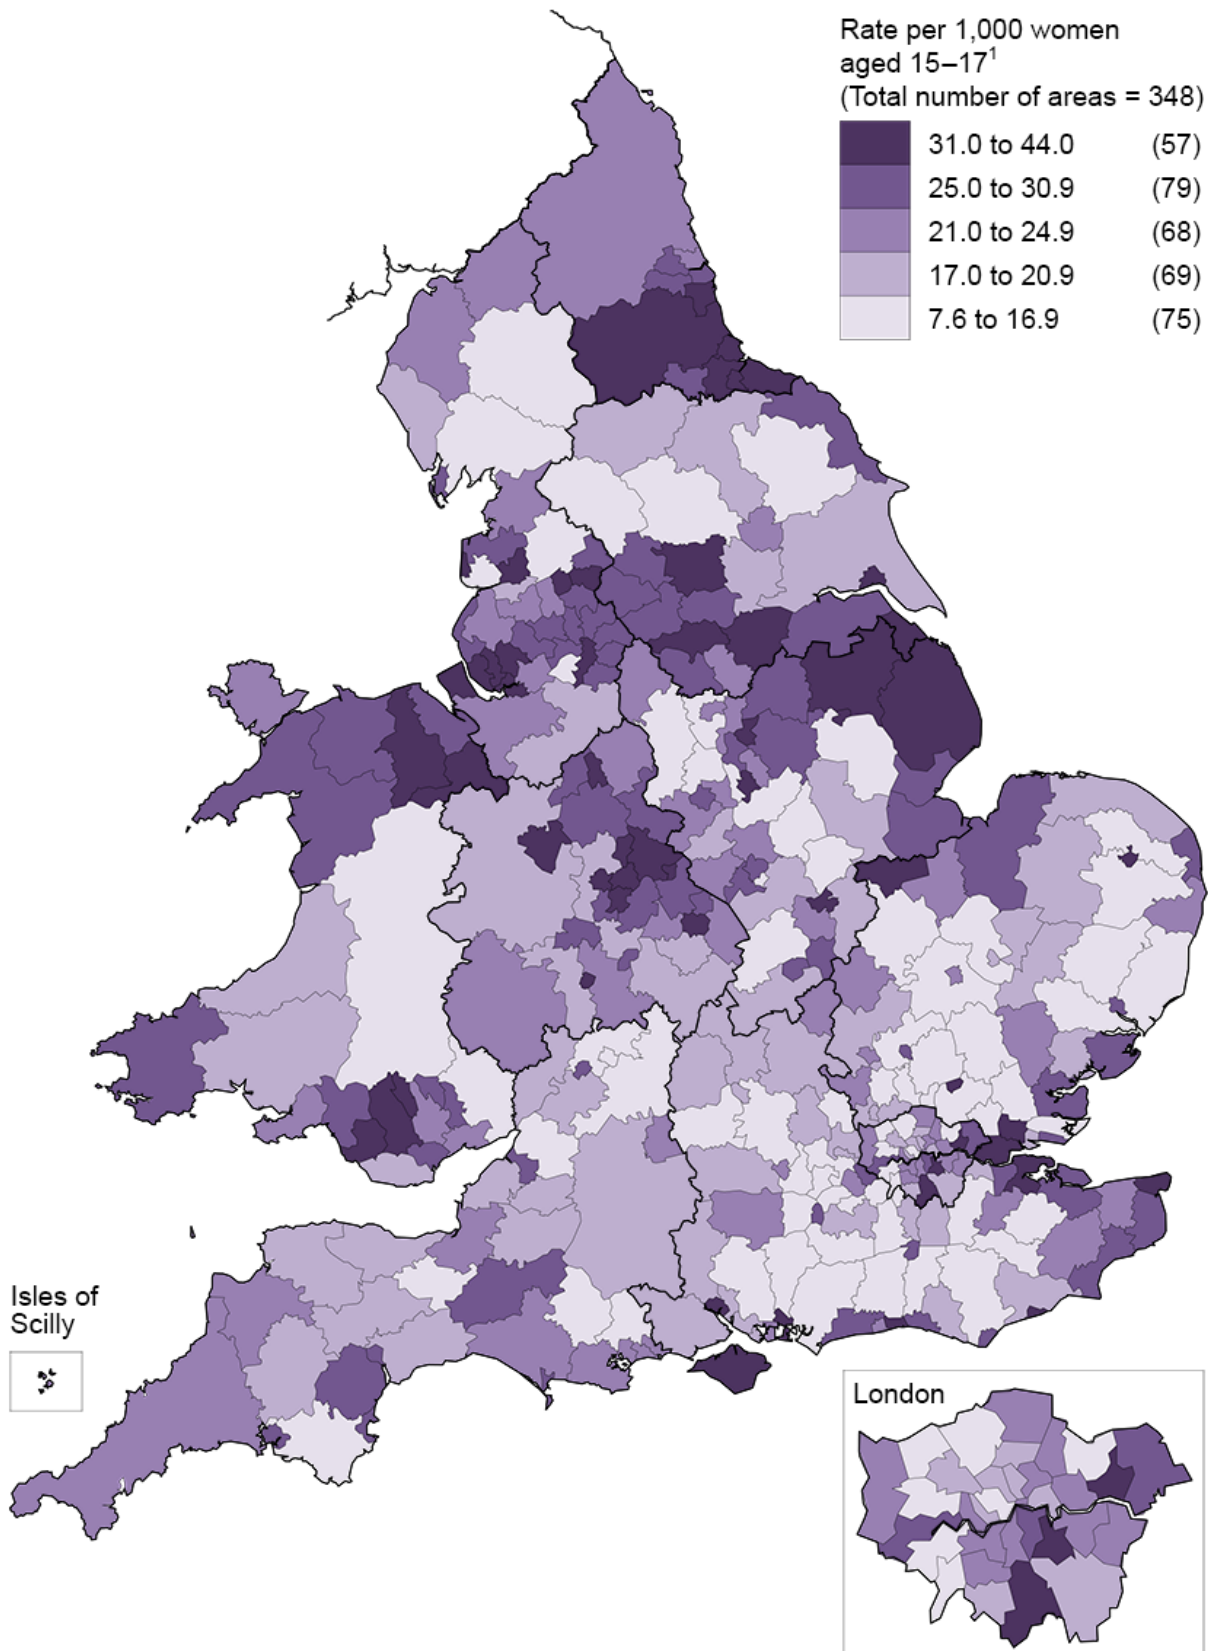 Rate per 1,000 women
aged 15–17¹
(Total number of areas = 348)
31.0 to 44.0 (57)
25.0 to 30.9 (79)
21.0 to 24.9 (68)
17.0 to 20.9 (69)
7.6 to 16.9 (75)
Isles of
Scilly
London